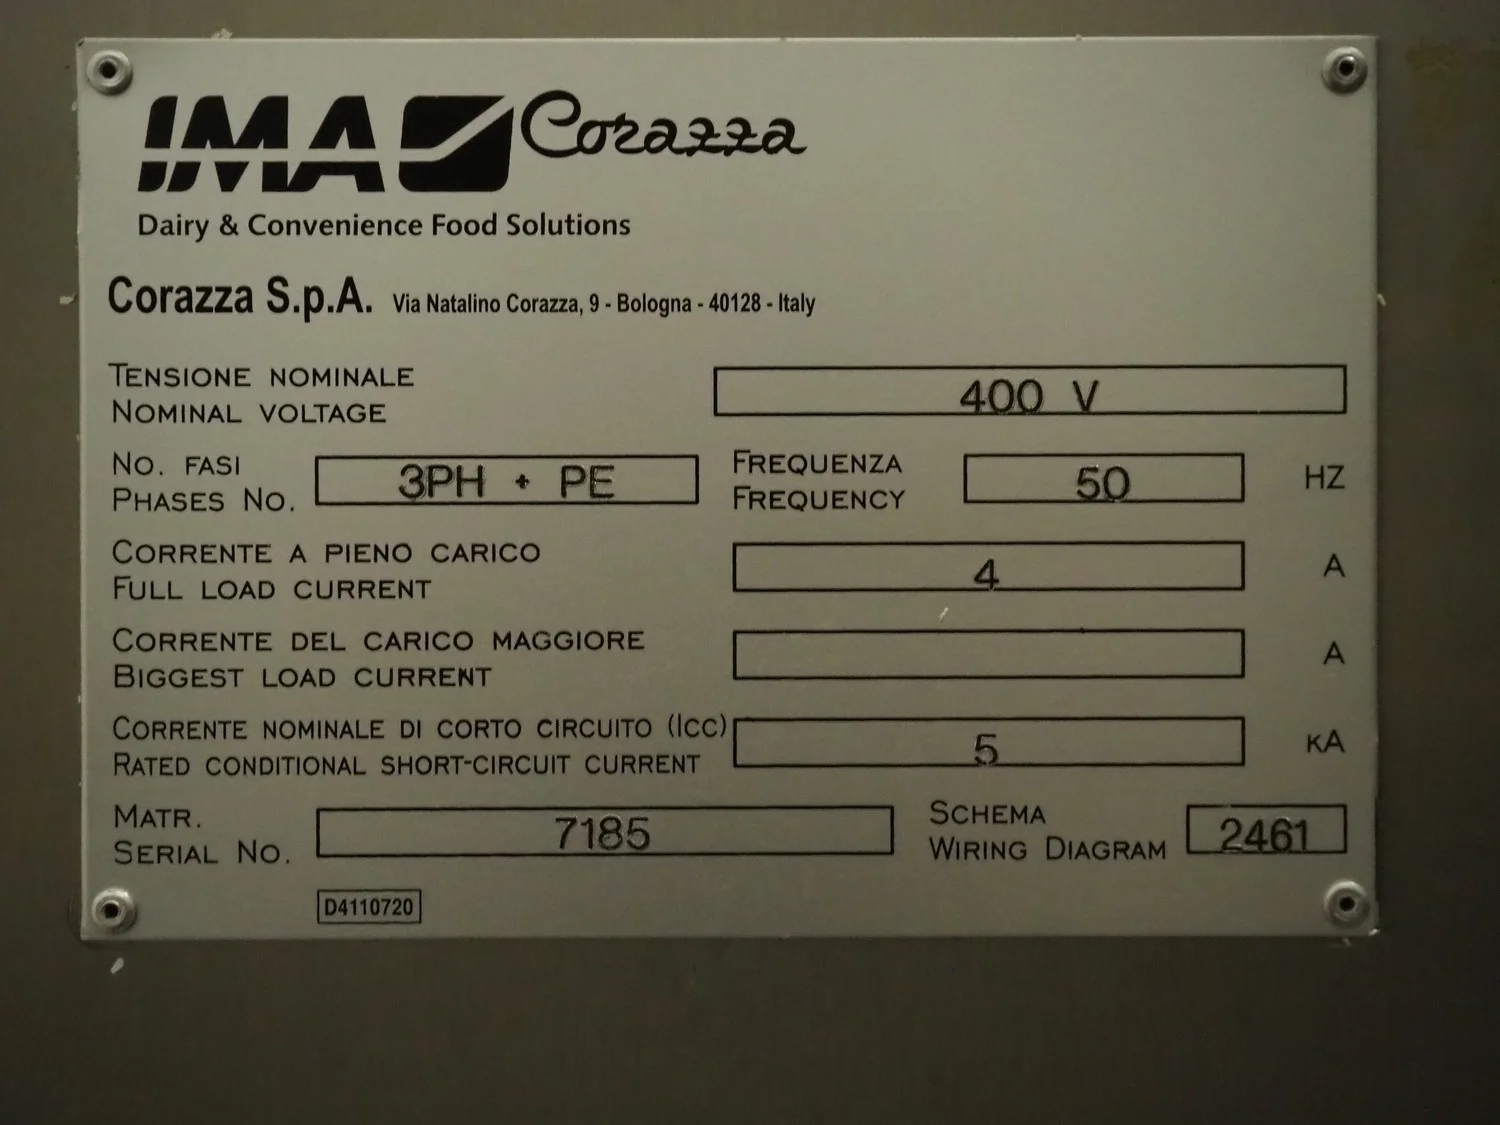 IMA Corazza
Dairy & Convenience Food Solutions
Corazza S.p.A. Via Natalino Corazza, 9 - Bologna - 40128 - Italy
TENSIONE NOMINALE
NOMINAL VOLTAGE
400 V
NO. FASI
PHASES NO.
3PH + PE
FREQUENZA
FREQUENCY
50
HZ
CORRENTE A PIENO CARICO
FULL LOAD CURRENT
4
A
CORRENTE DEL CARICO MAGGIORE
BIGGEST LOAD CURRENT
A
CORRENTE NOMINALE DI CORTO CIRCUITO (ICC)
RATED CONDITIONAL SHORT-CIRCUIT CURRENT
5
KA
MATR.
SERIAL NO.
7185
SCHEMA
WIRING DIAGRAM
2461
D4110720